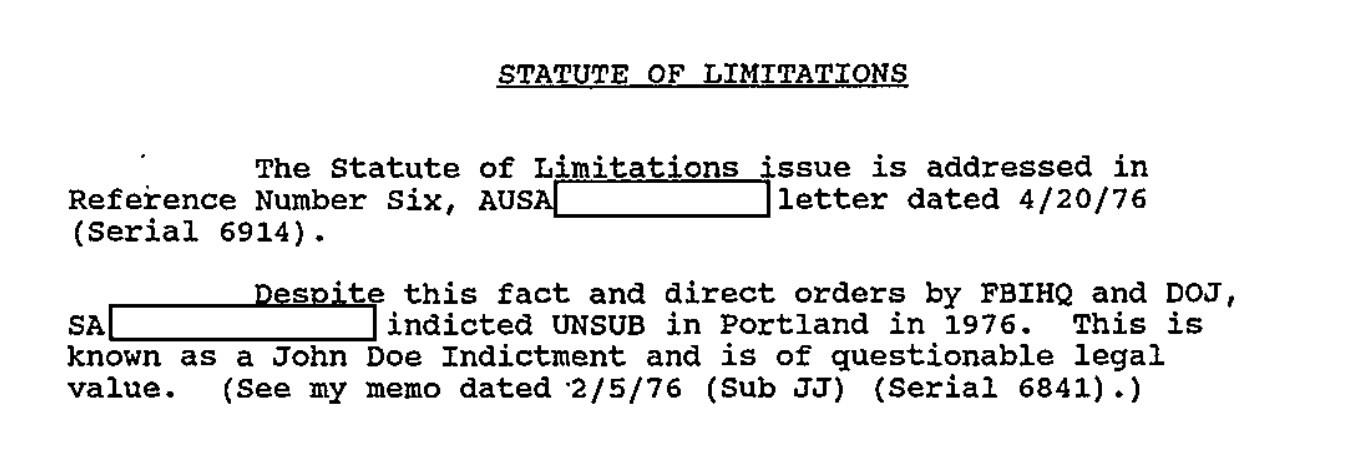 STATUTE OF LIMITATIONS
The Statute of Limitations issue is addressed in
Reference Number Six, AUSA letter dated 4/20/76
(Serial 6914).
Despite this fact and direct orders by FBIHQ and DOJ,
SA indicted UNSUB in Portland in 1976. This is
known as a John Doe Indictment and is of questionable legal
value. (See my memo dated 2/5/76 (Sub JJ) (Serial 6841).)